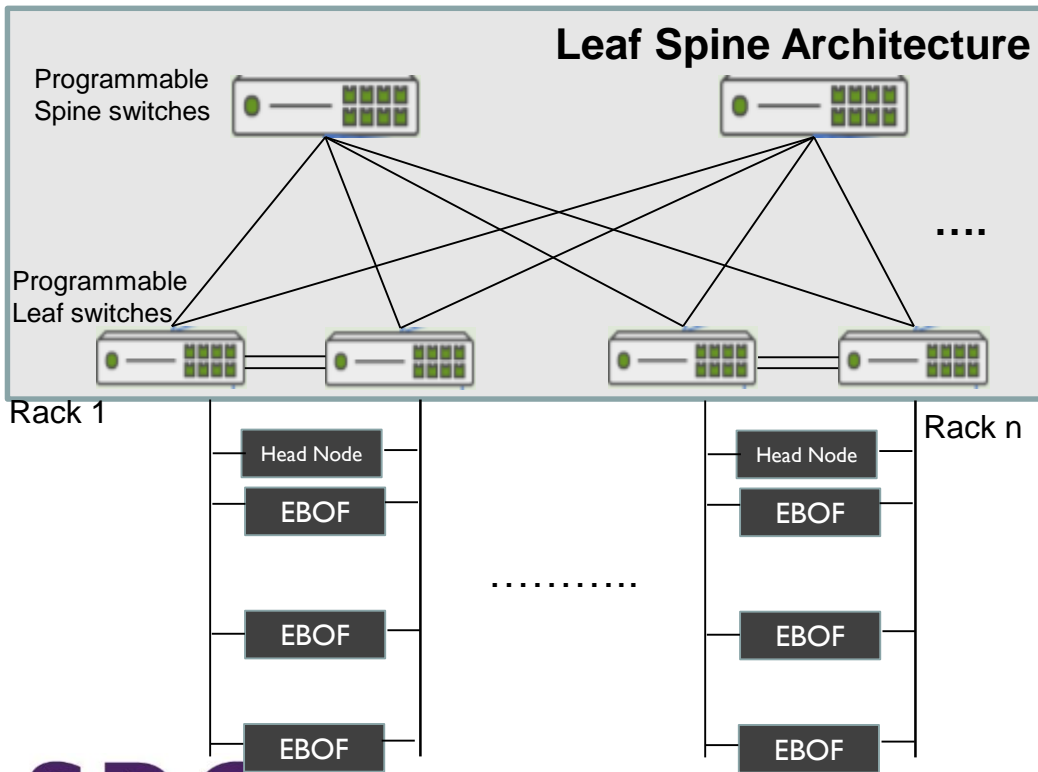 Leaf Spine Architecture
Programmable
Spine switches
....
Programmable
Leaf switches
Rack 1
Rack n
Head Node
Head Node
EBOF
EBOF
...........
EBOF
EBOF
EBOF
EBOF